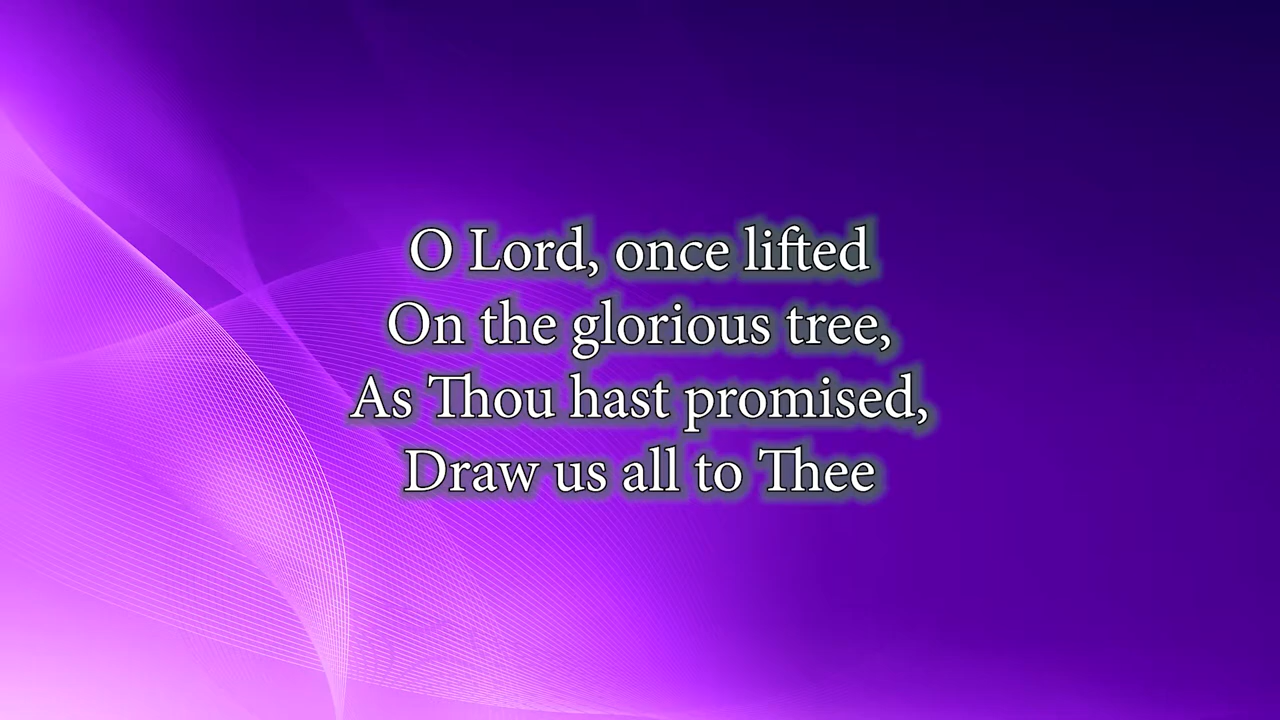 O Lord, once lifted
On the glorious tree,
As Thou hast promised,
Draw us all to Thee